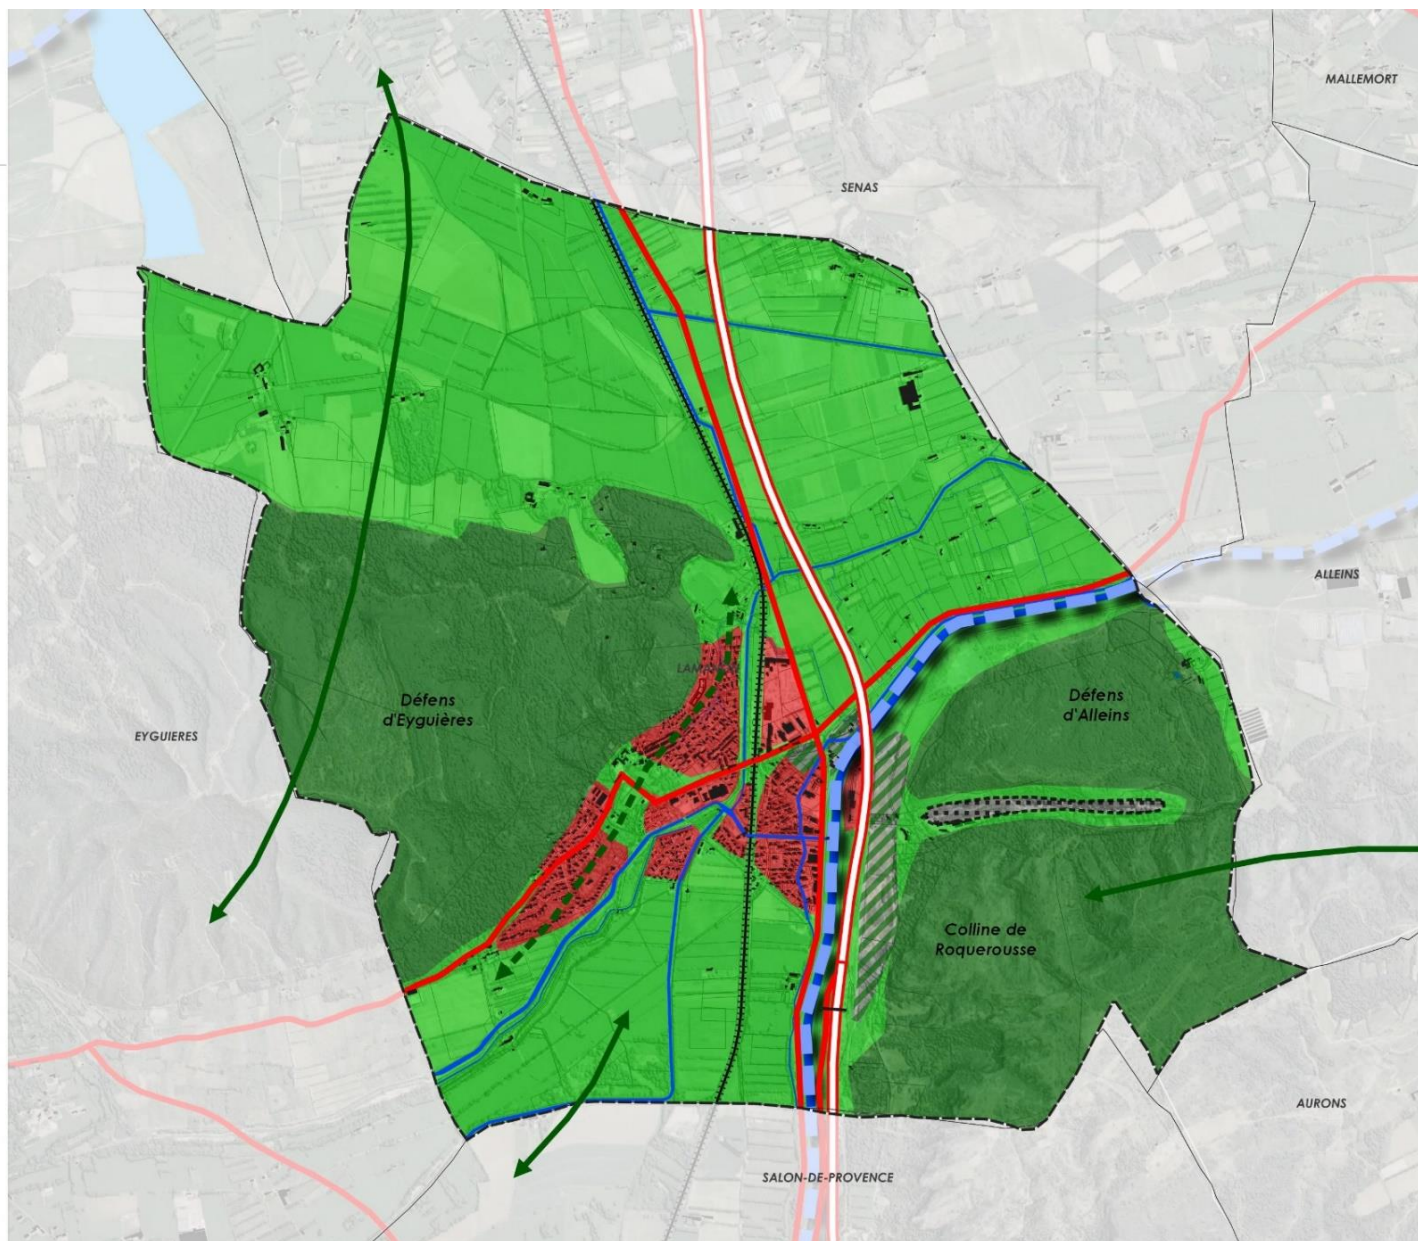 MALLEMORT
SENAS
ALLEINS
Défens
d'Eyguières
EYGUIERES
Défens
d'Alleins
Colline de
Roquerousse
AURONS
SALON-DE-PROVENCE